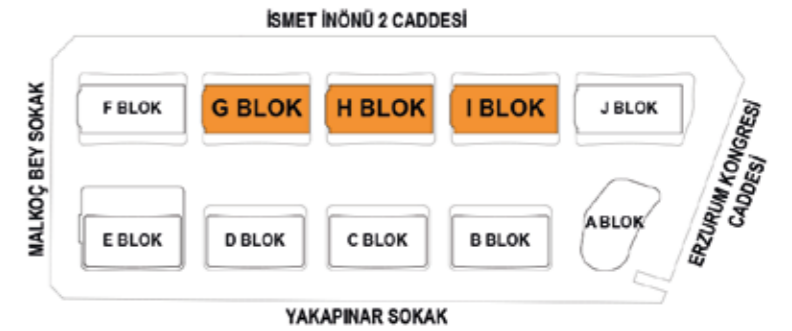 İSMET İNÖNÜ 2 CADDESİ
MALKOÇ BEY SOKAK
F BLOK
G BLOK
H BLOK
I BLOK
J BLOK
ERZURUM KONGRESİ
CADDESİ
E BLOK
D BLOK
C BLOK
B BLOK
A BLOK
YAKAPINAR SOKAK